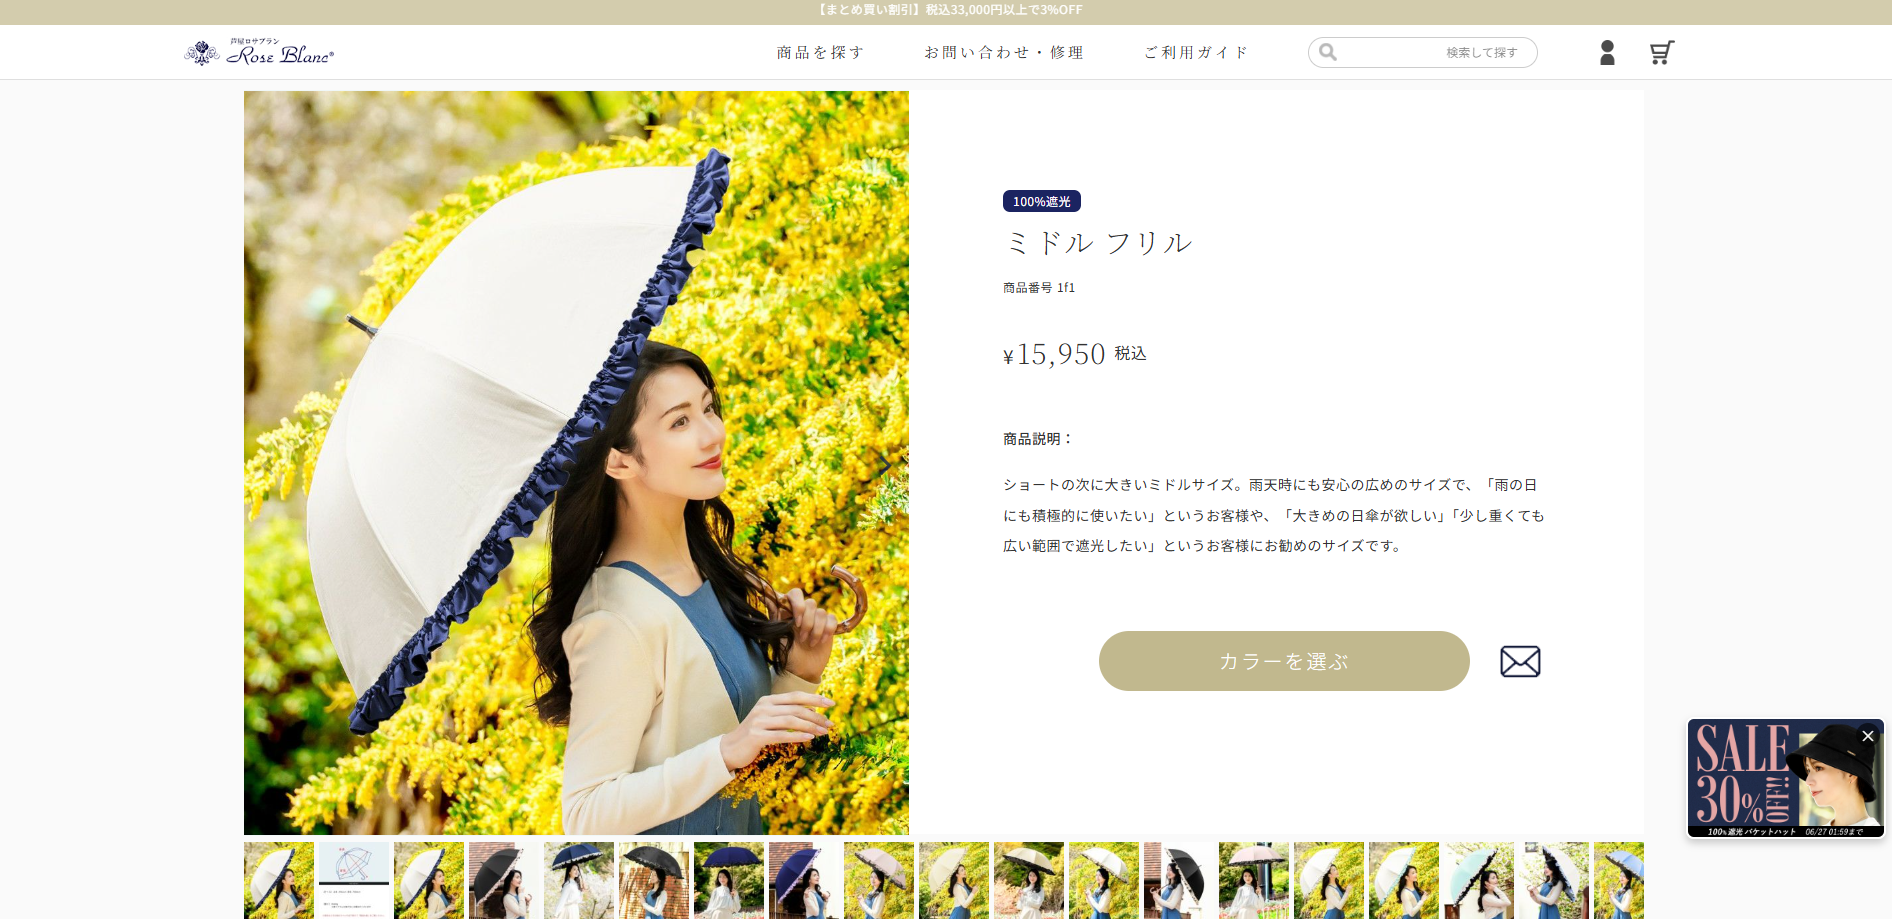 【まとめ買い割引】税込33,000円以上で3%OFF
芦屋ロサブラン
Rose Blanc®
商品を探す
お問い合わせ・修理
ご利用ガイド
検索して探す
100%遮光
ミドル フリル
商品番号 1f1
¥15,950 税込
商品説明：
ショートの次に大きいミドルサイズ。雨天時にも安心の広めのサイズで、「雨の日
にも積極的に使いたい」というお客様や、「大きめの日傘が欲しい」「少し重くても
広い範囲で遮光したい」というお客様にお勧めのサイズです。
カラーを選ぶ
SALE
30%
OFF!!
100%遮光 バケットハット 06/27 01:59まで